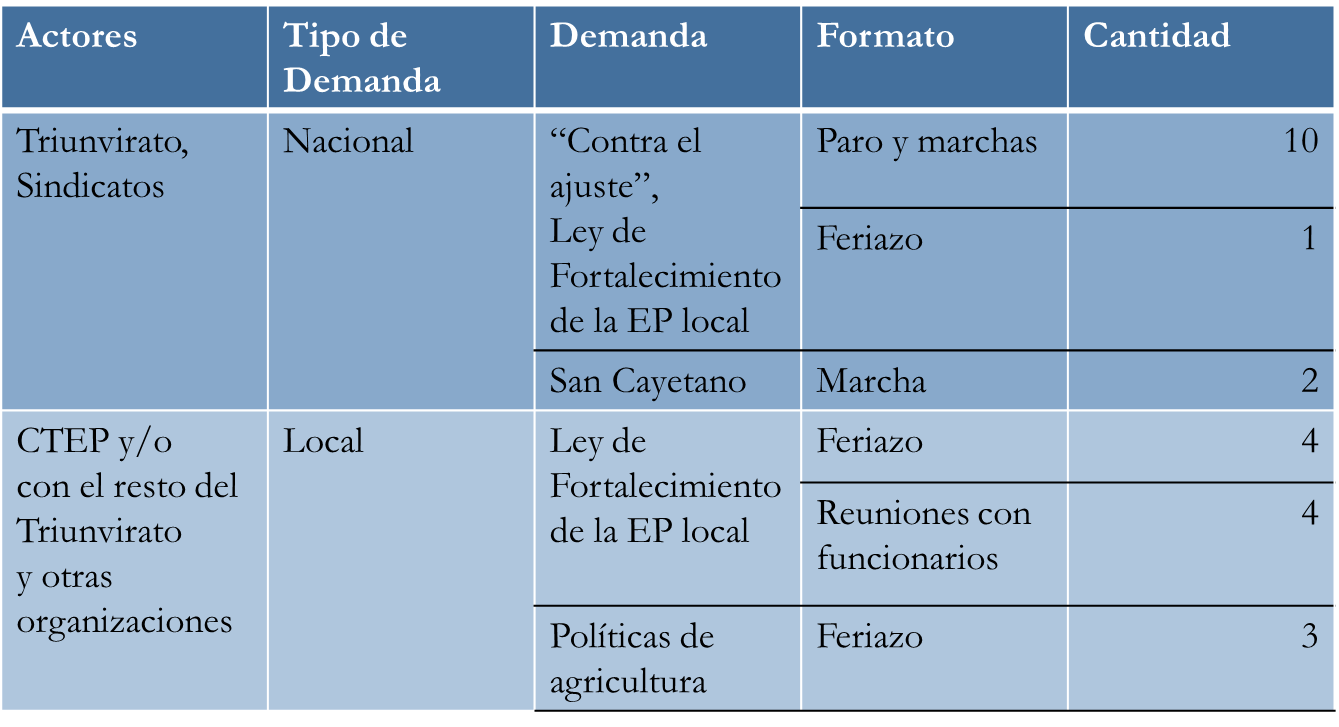 Actores
Tipo de
Demanda
Demanda
Formato
Cantidad
Triunvirato,
Sindicatos
Nacional
“Contra el
ajuste”,
Ley de
Fortalecimiento
de la EP local
Paro y marchas
10
Feriazo
1
San Cayetano
Marcha
2
CTEP y/o
con el resto del
Triunvirato
y otras
organizaciones
Local
Ley de
Fortalecimiento
de la EP local
Feriazo
4
Reuniones con
funcionarios
4
Políticas de
agricultura
Feriazo
3